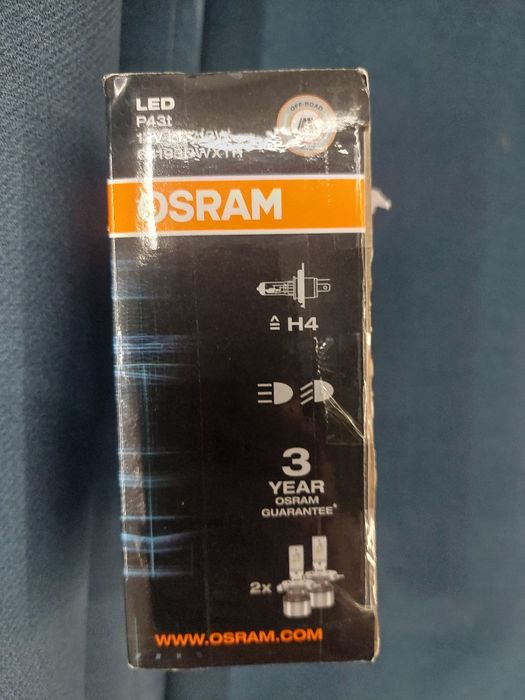 LED
P43t
OFF-ROAD
OSRAM
≙ H4
3
YEAR
OSRAM
GUARANTEE*
2x
WWW.OSRAM.COM